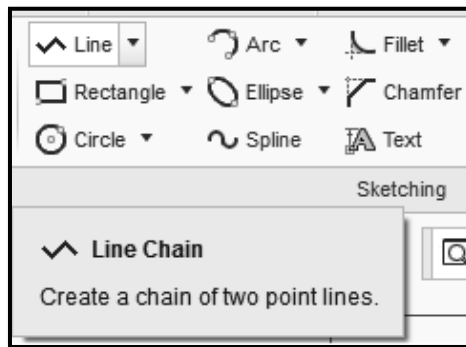 Line Arc Fillet
Rectangle Ellipse Chamfer
Circle Spline Text
Sketching
Line Chain
Create a chain of two point lines.